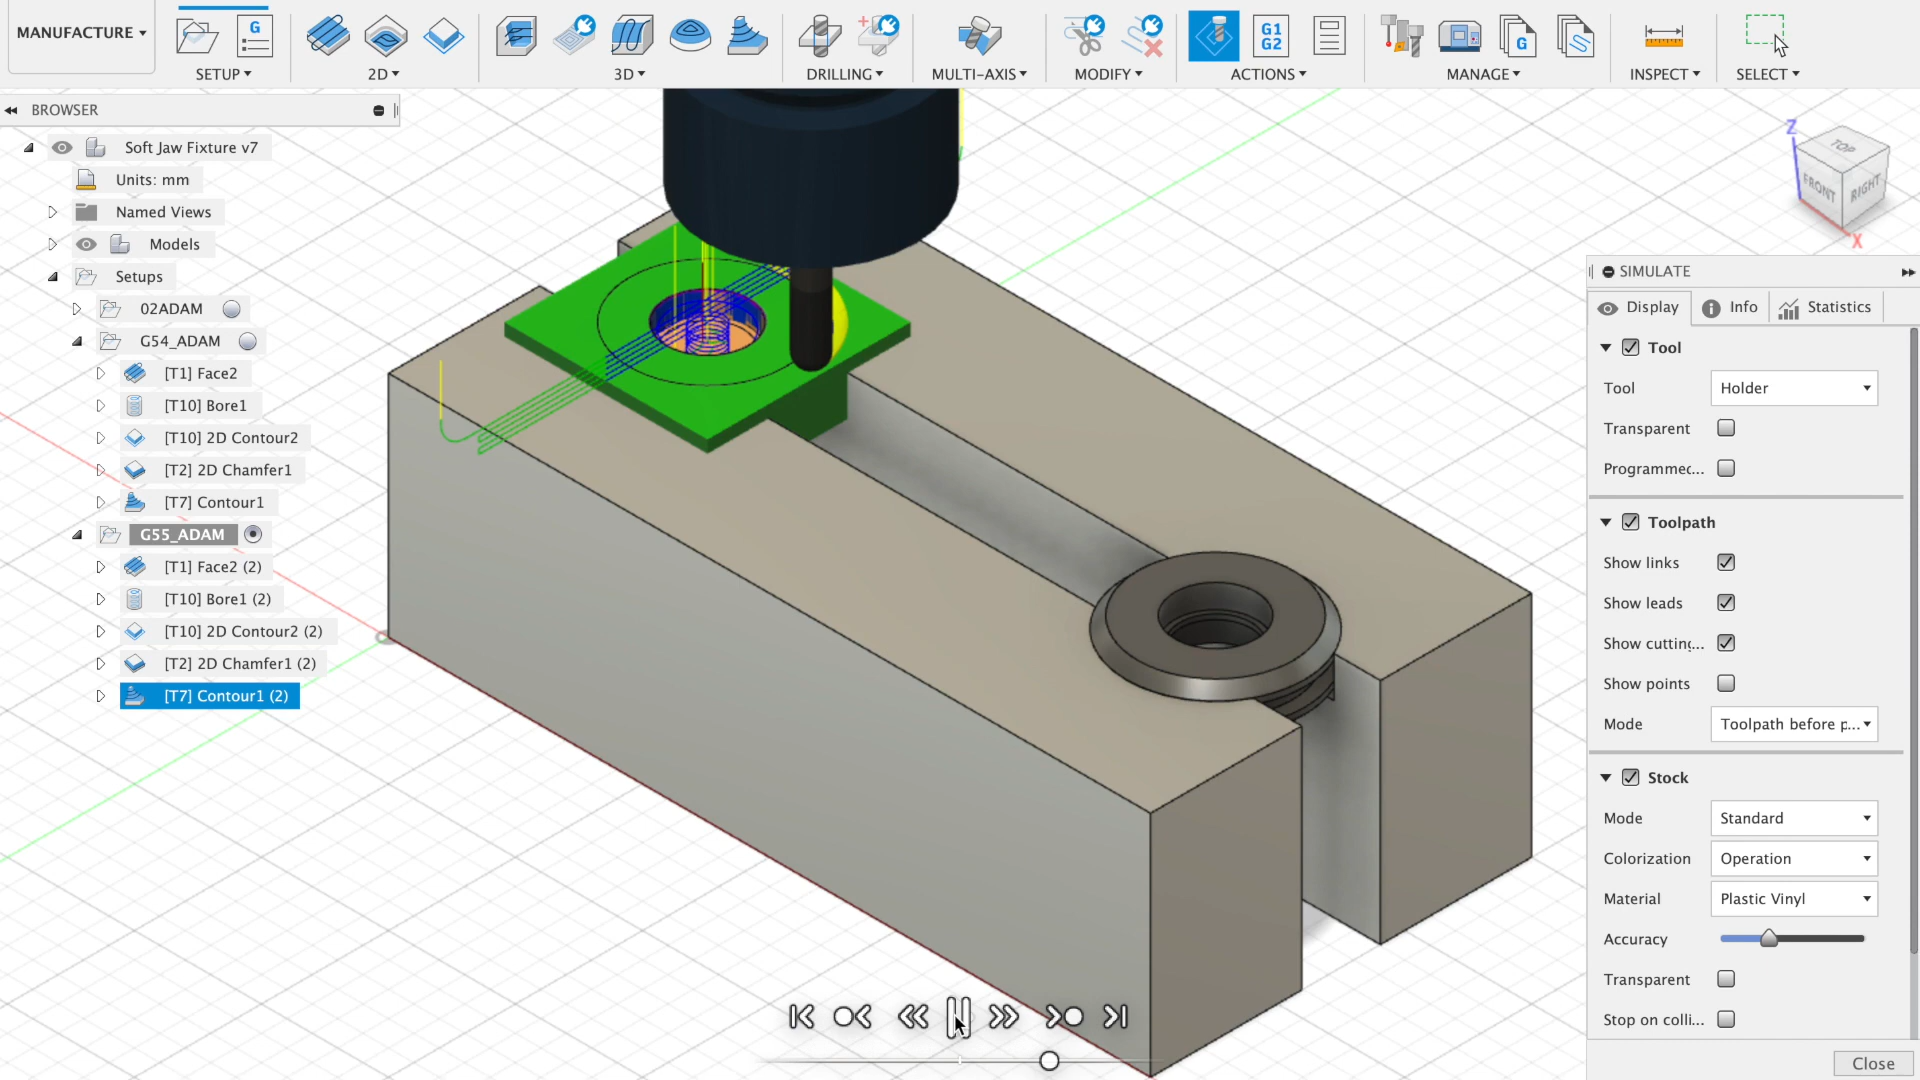 MANUFACTURE
SETUP
2D
3D
DRILLING
MULTI-AXIS
MODIFY
ACTIONS
MANAGE
INSPECT
SELECT
G
G1
G2
G
BROWSER
Soft Jaw Fixture v7
Units: mm
Named Views
Models
Setups
02ADAM
G54_ADAM
[T1] Face2
[T10] Bore1
[T10] 2D Contour2
[T2] 2D Chamfer1
[T7] Contour1
G55_ADAM
[T1] Face2 (2)
[T10] Bore1 (2)
[T10] 2D Contour2 (2)
[T2] 2D Chamfer1 (2)
[T7] Contour1 (2)
Z
TOP
FRONT
RIGHT
X
SIMULATE
Display
Info
Statistics
Tool
Tool
Holder
Transparent
Programmec...
Toolpath
Show links
Show leads
Show cutting...
Show points
Mode
Toolpath before p...
Stock
Mode
Standard
Colorization
Operation
Material
Plastic Vinyl
Accuracy
Transparent
Stop on colli...
Close